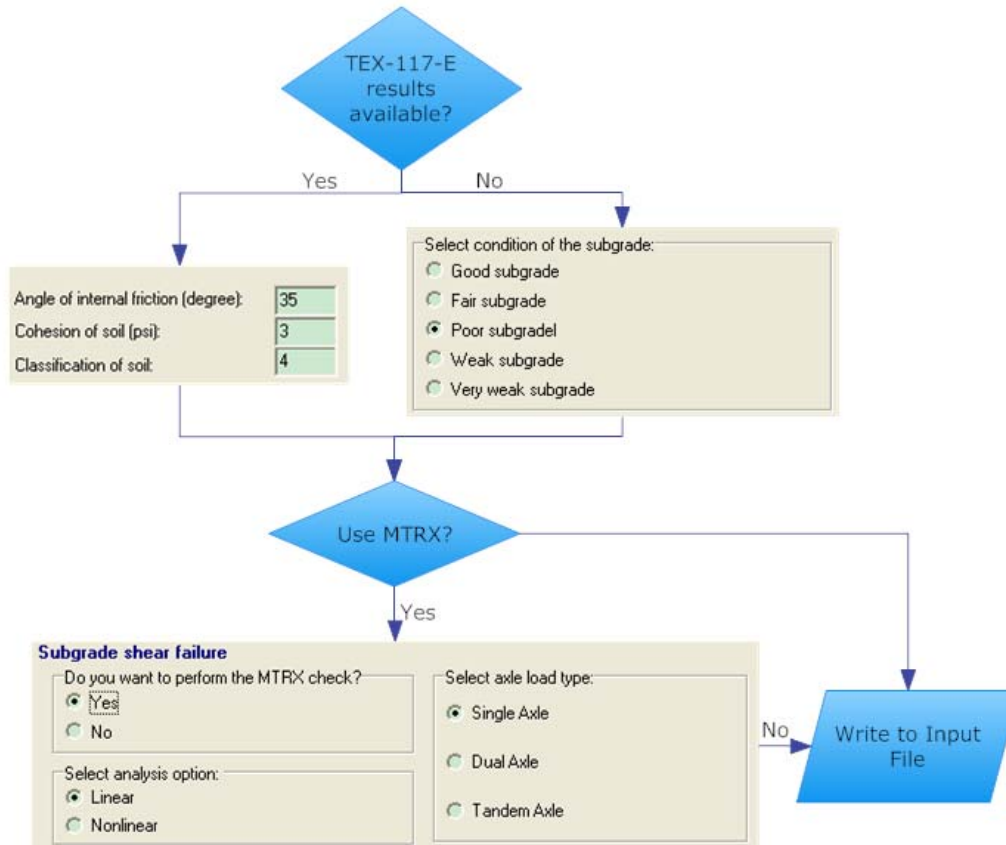 TEX-117-E
results
available?
Yes
No
Angle of internal friction (degree): 35
Cohesion of soil (psi): 3
Classification of soil: 4
Select condition of the subgrade:
Good subgrade
Fair subgrade
Poor subgradel
Weak subgrade
Very weak subgrade
Use MTRX?
Yes
Subgrade shear failure
Do you want to perform the MTRX check?
Yes
No
Select analysis option:
Linear
Nonlinear
Select axle load type:
Single Axle
Dual Axle
Tandem Axle
No
Write to Input
File